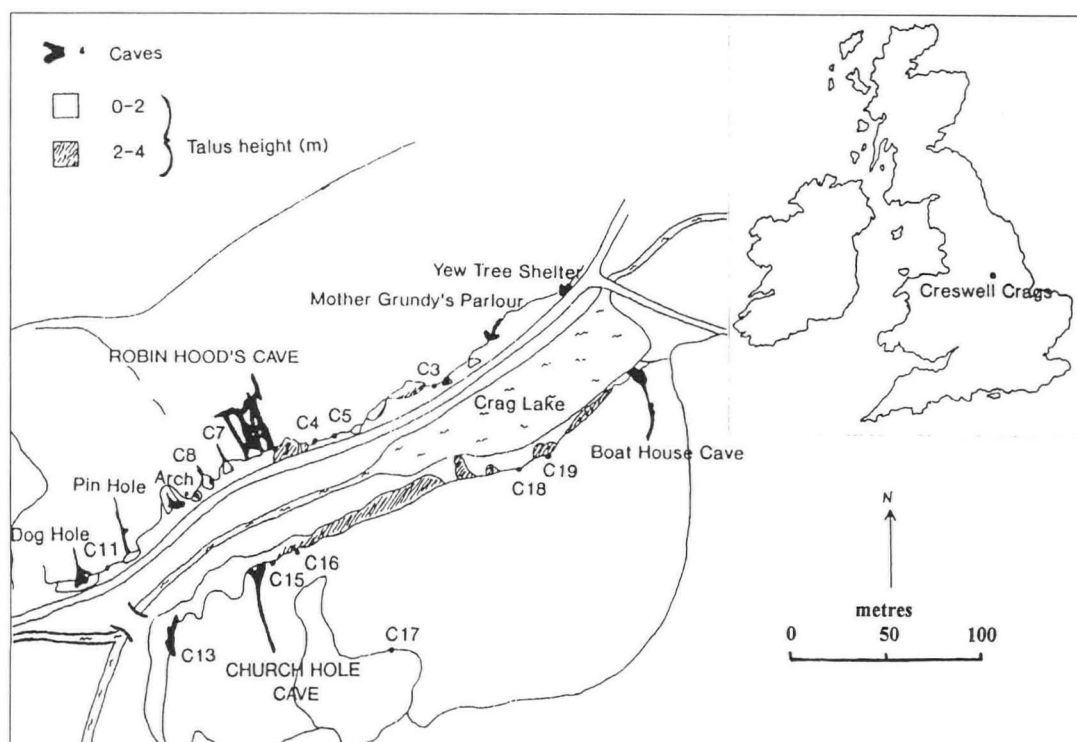 Caves
0-2
2-4
Talus height (m)
Yew Tree Shelter
Mother Grundy's Parlour
Creswell Crags
ROBIN HOOD'S CAVE
C3
C4
C5
Crag Lake
C7
C8
Arch
Pin Hole
Boat House Cave
C19
C18
Dog Hole
C11
N
C16
C15
metres
0
50
100
C17
C13
CHURCH HOLE
CAVE